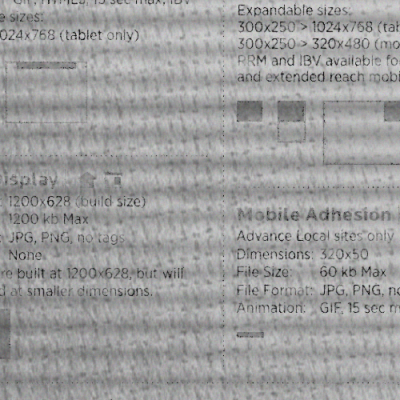 GIF, HTML5, 15 sec max, IBV
e sizes:
024x768 (tablet only)
isplay
1200x628 (build size)
1200 kb Max
JPG, PNG, no tags
None
re built at 1200x628, but will
d at smaller dimensions.
Expandable sizes:
300x250 > 1024x768 (tab
300x250 > 320x480 (mo
PRM and IBV available fo
and extended reach mobi
Mobile Adhesion
Advance Local sites only
Dimensions: 320x50
File Size: 60 kb Max
File Format: JPG, PNG, no
Animation: GIF, 15 sec m